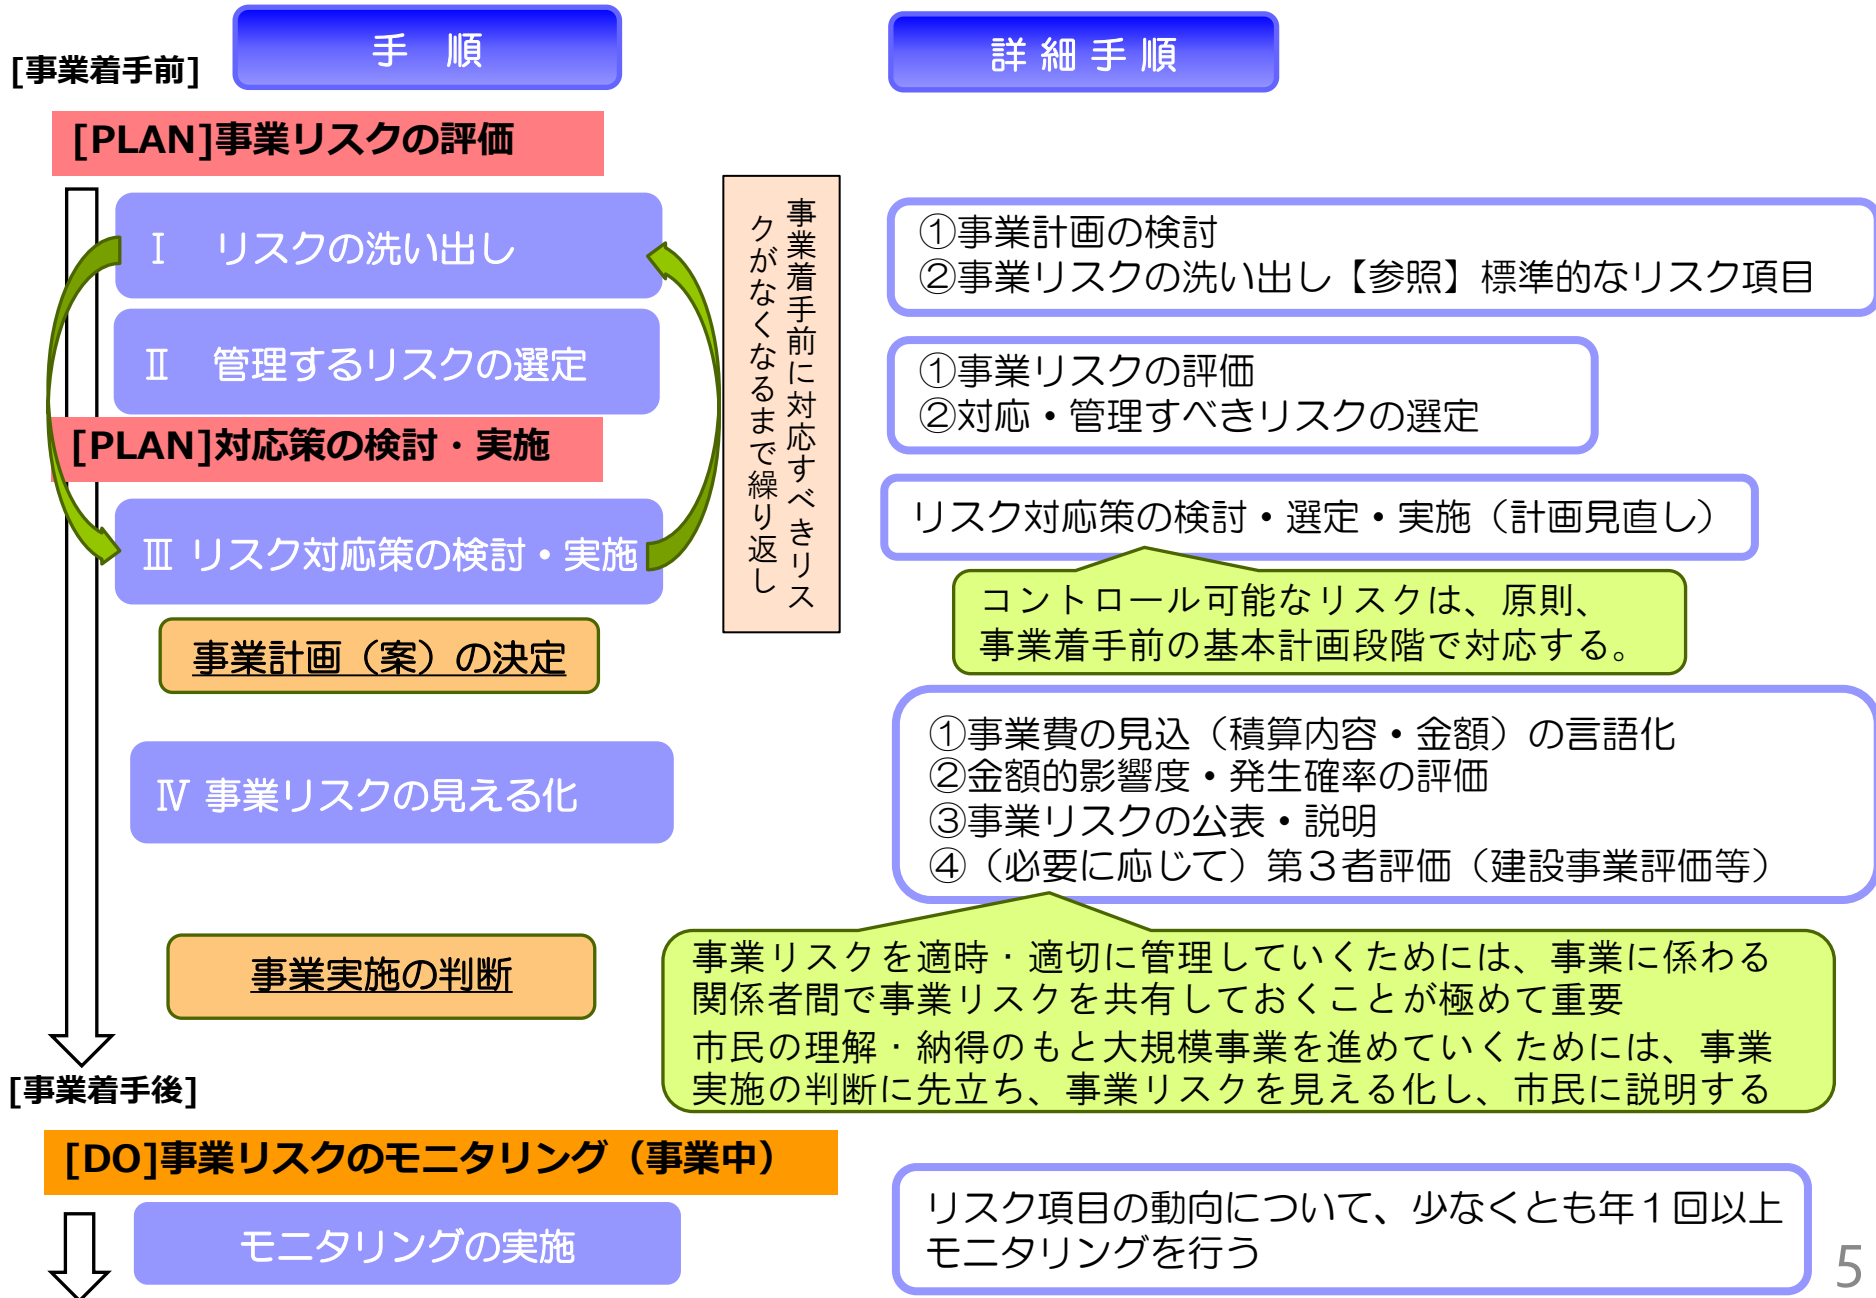 手　順
詳 細 手 順
[事業着手前]
[PLAN]事業リスクの評価
Ⅰ　リスクの洗い出し
①事業計画の検討
②事業リスクの洗い出し【参照】標準的なリスク項目
Ⅱ　管理するリスクの選定
①事業リスクの評価
②対応・管理すべきリスクの選定
事業着手前に対応すべきリス
クがなくなるまで繰り返し
[PLAN]対応策の検討・実施
Ⅲ リスク対応策の検討・実施
リスク対応策の検討・選定・実施（計画見直し）
コントロール可能なリスクは、原則、
事業着手前の基本計画段階で対応する。
事業計画（案）の決定
Ⅳ 事業リスクの見える化
①事業費の見込（積算内容・金額）の言語化
②金額的影響度・発生確率の評価
③事業リスクの公表・説明
④（必要に応じて）第３者評価（建設事業評価等）
事業実施の判断
事業リスクを適時・適切に管理していくためには、事業に係わる
関係者間で事業リスクを共有しておくことが極めて重要
市民の理解・納得のもと大規模事業を進めていくためには、事業
実施の判断に先立ち、事業リスクを見える化し、市民に説明する
[事業着手後]
[DO]事業リスクのモニタリング（事業中）
モニタリングの実施
リスク項目の動向について、少なくとも年１回以上
モニタリングを行う
5